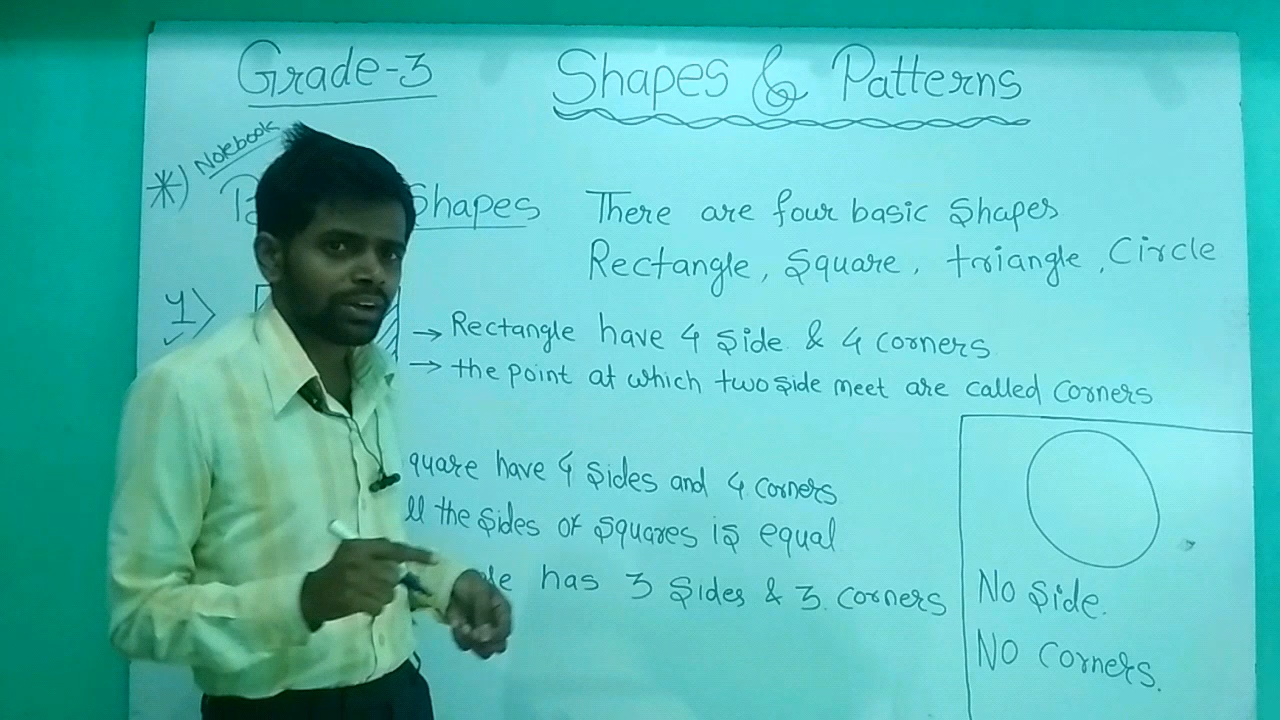 Grade-3
Shapes & Patterns
*) Notebook
Shapes
There are four basic Shapes
Rectangle, Square, triangle, Circle
1>
→ Rectangle have 4 Side & 4 corners
→ the point at which two side meet are called corners
quare have 4 sides and 4 corners
ll the sides of squares is equal
le has 3 sides & 3 corners
No side.
No corners.